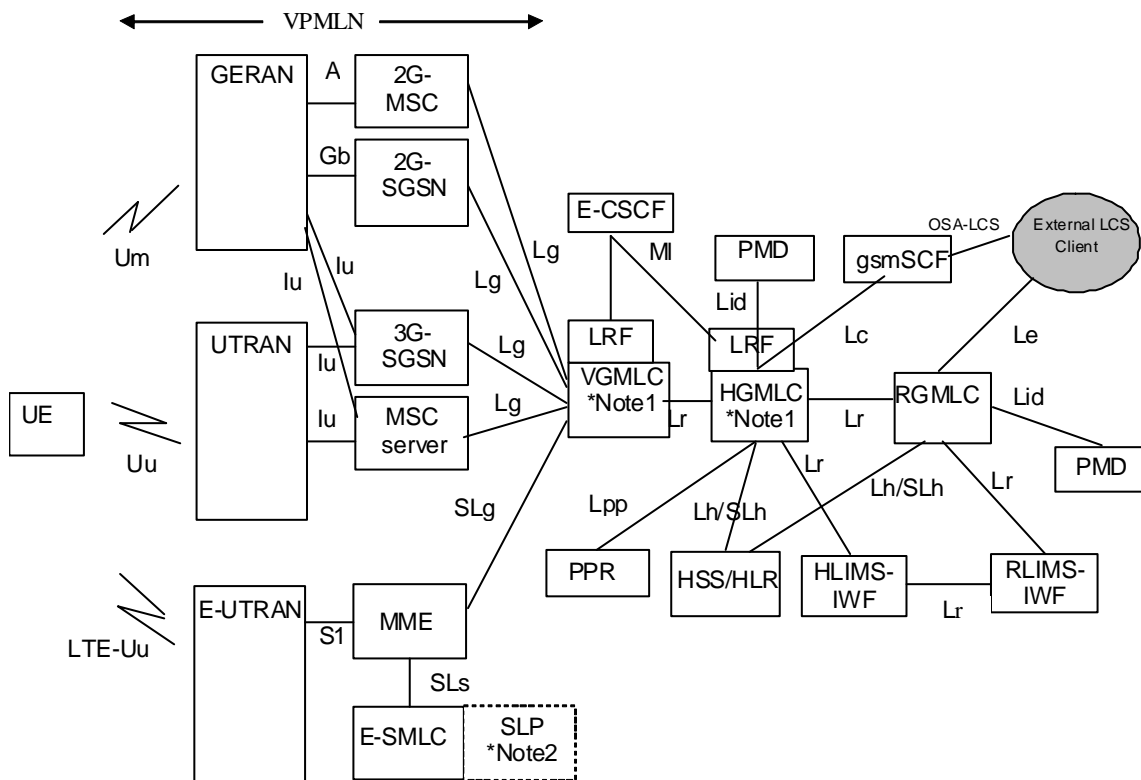 VPMLN
GERAN
A
2G-
MSC
Gb
2G-
SGSN
Um
Iu
Iu
Lg
Lg
E-CSCF
Ml
PMD
Lid
gsmSCF
OSA-LCS
External LCS
Client
Lc
Le
UTRAN
Iu
3G-
SGSN
Lg
LRF
VGMLC
*Note1
Lr
LRF
HGMLC
*Note1
Lr
RGMLC
Lid
PMD
UE
Uu
Iu
MSC
server
Lg
SLg
Lpp
Lh/SLh
Lr
Lh/SLh
Lr
PPR
HSS/HLR
HLIMS-
IWF
Lr
RLIMS-
IWF
LTE-Uu
E-UTRAN
S1
MME
SLs
E-SMLC
SLP
*Note2